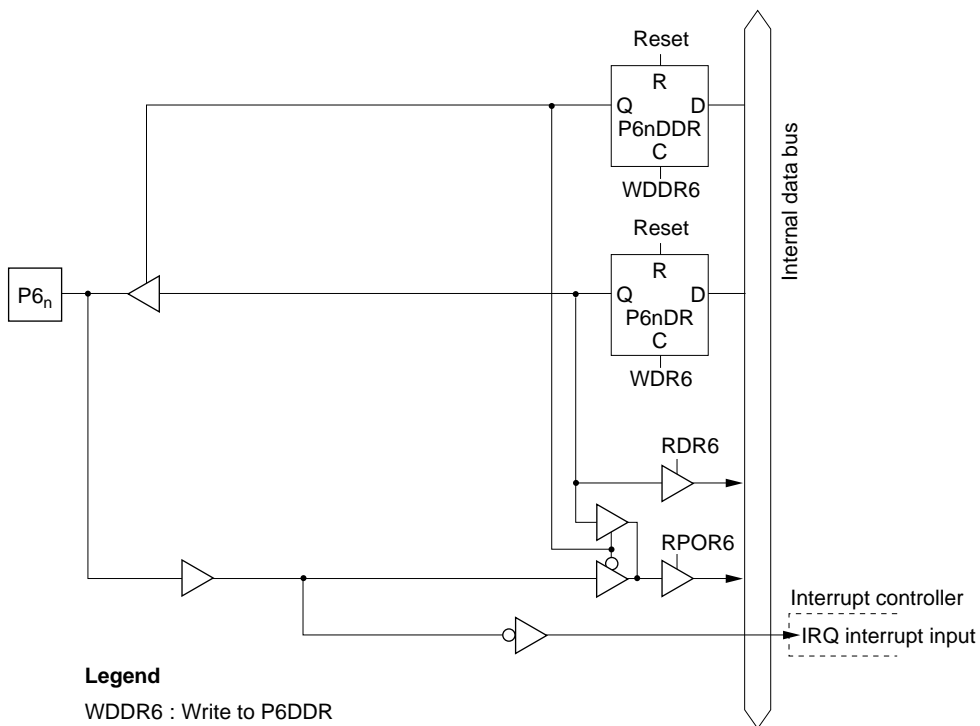 Reset
R
Q D
P6nDDR
C
WDDR6
Reset
R
P6n
Q D
P6nDR
C
WDR6
Internal data bus
RDR6
RPOR6
Interrupt controller
IRQ interrupt input
Legend
WDDR6 : Write to P6DDR